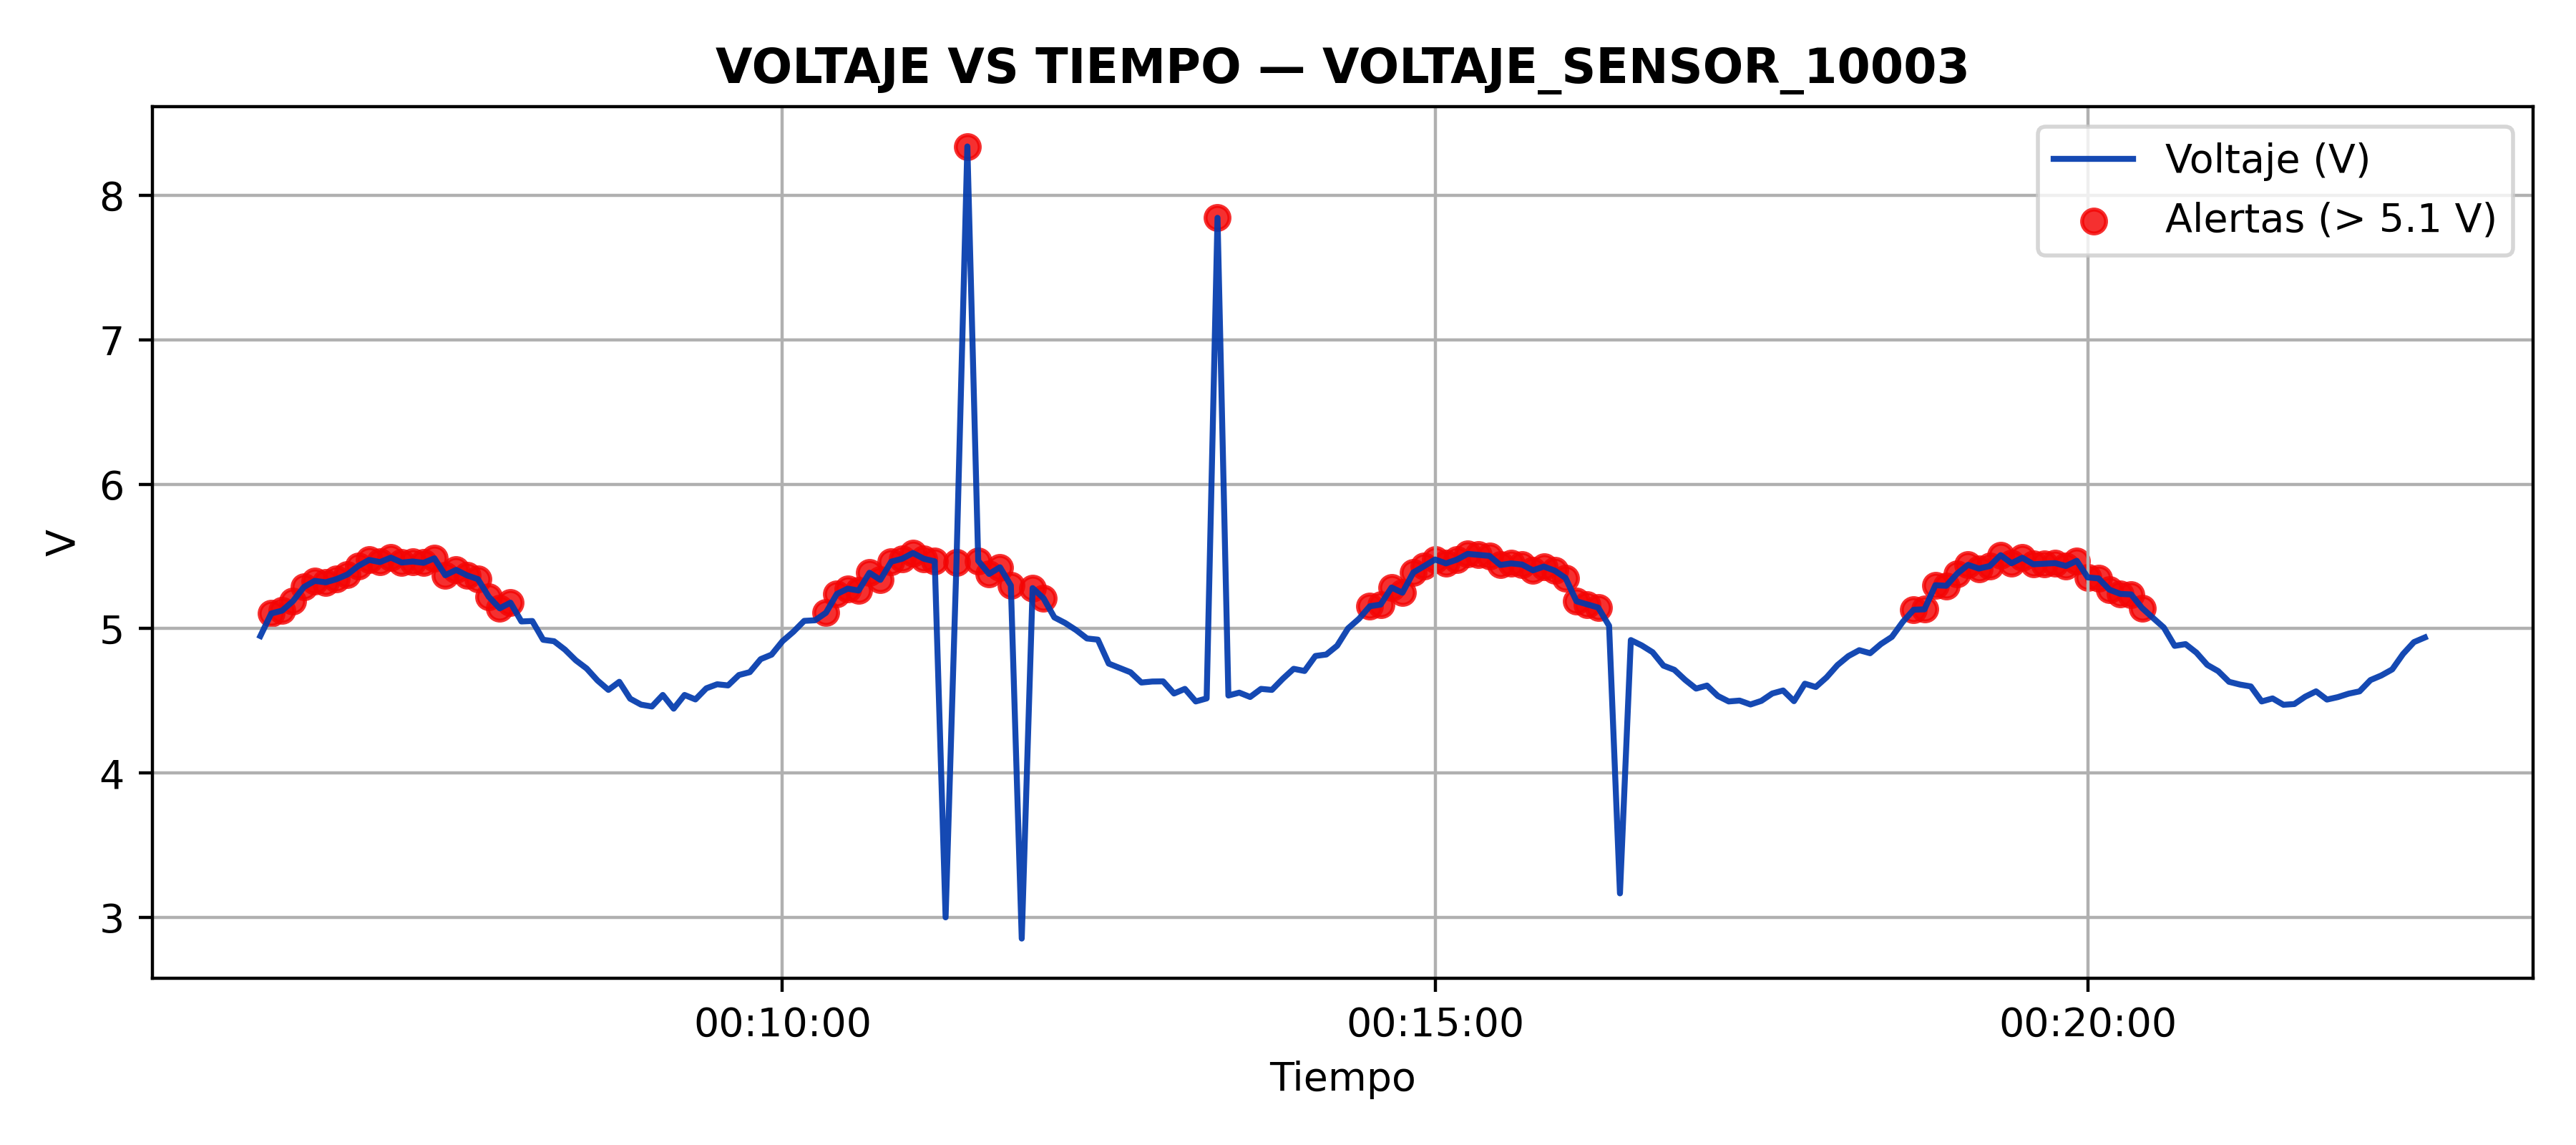 VOLTAJE VS TIEMPO — VOLTAJE_SENSOR_10003
Voltaje (V)
Alertas (> 5.1 V)
8
7
6
5
4
3
V
00:10:00
00:15:00
00:20:00
Tiempo